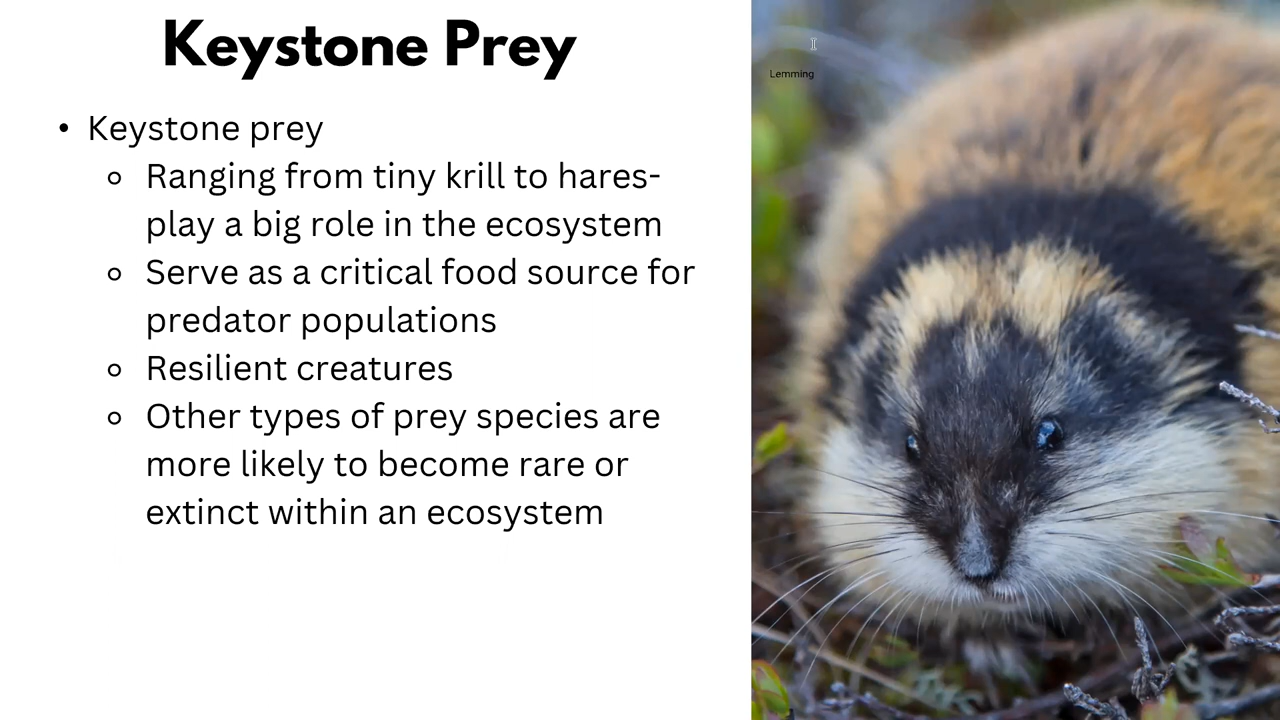 Keystone Prey
• Keystone prey
Ranging from tiny krill to hares-
play a big role in the ecosystem
Serve as a critical food source for
predator populations
Resilient creatures
Other types of prey species are
more likely to become rare or
extinct within an ecosystem
Lemming